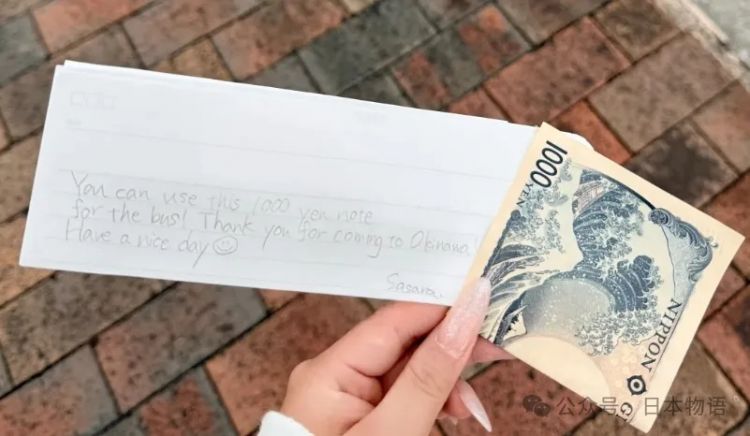 You can use this 1000 yen note
for the bus! Thank you for coming to Okinawa!
Have a nice day
Sasara
1000
YEN
NIPPON
G
公众号 · 日本物语